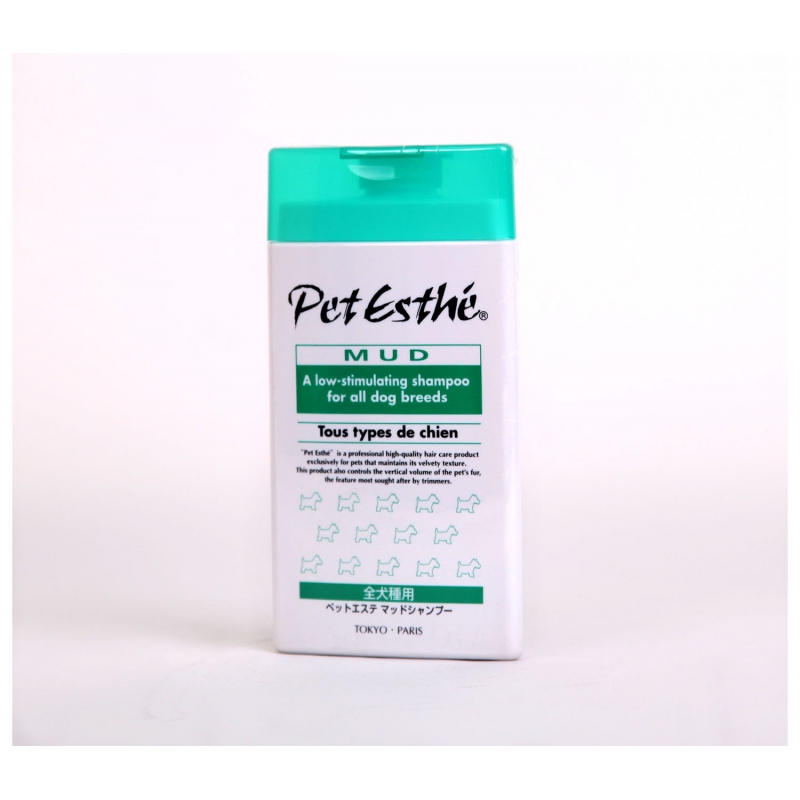 Pet Esthé®
MUD
A low-stimulating shampoo
for all dog breeds
Tous types de chien
"Pet Esthé" is a professional high-quality hair care product
exclusively for pets that maintains its velvety texture.
This product also controls the vertical volume of the pet's fur,
the feature most sought after by trimmers.
全犬種用
ペットエステ マッドシャンプー
TOKYO・PARIS